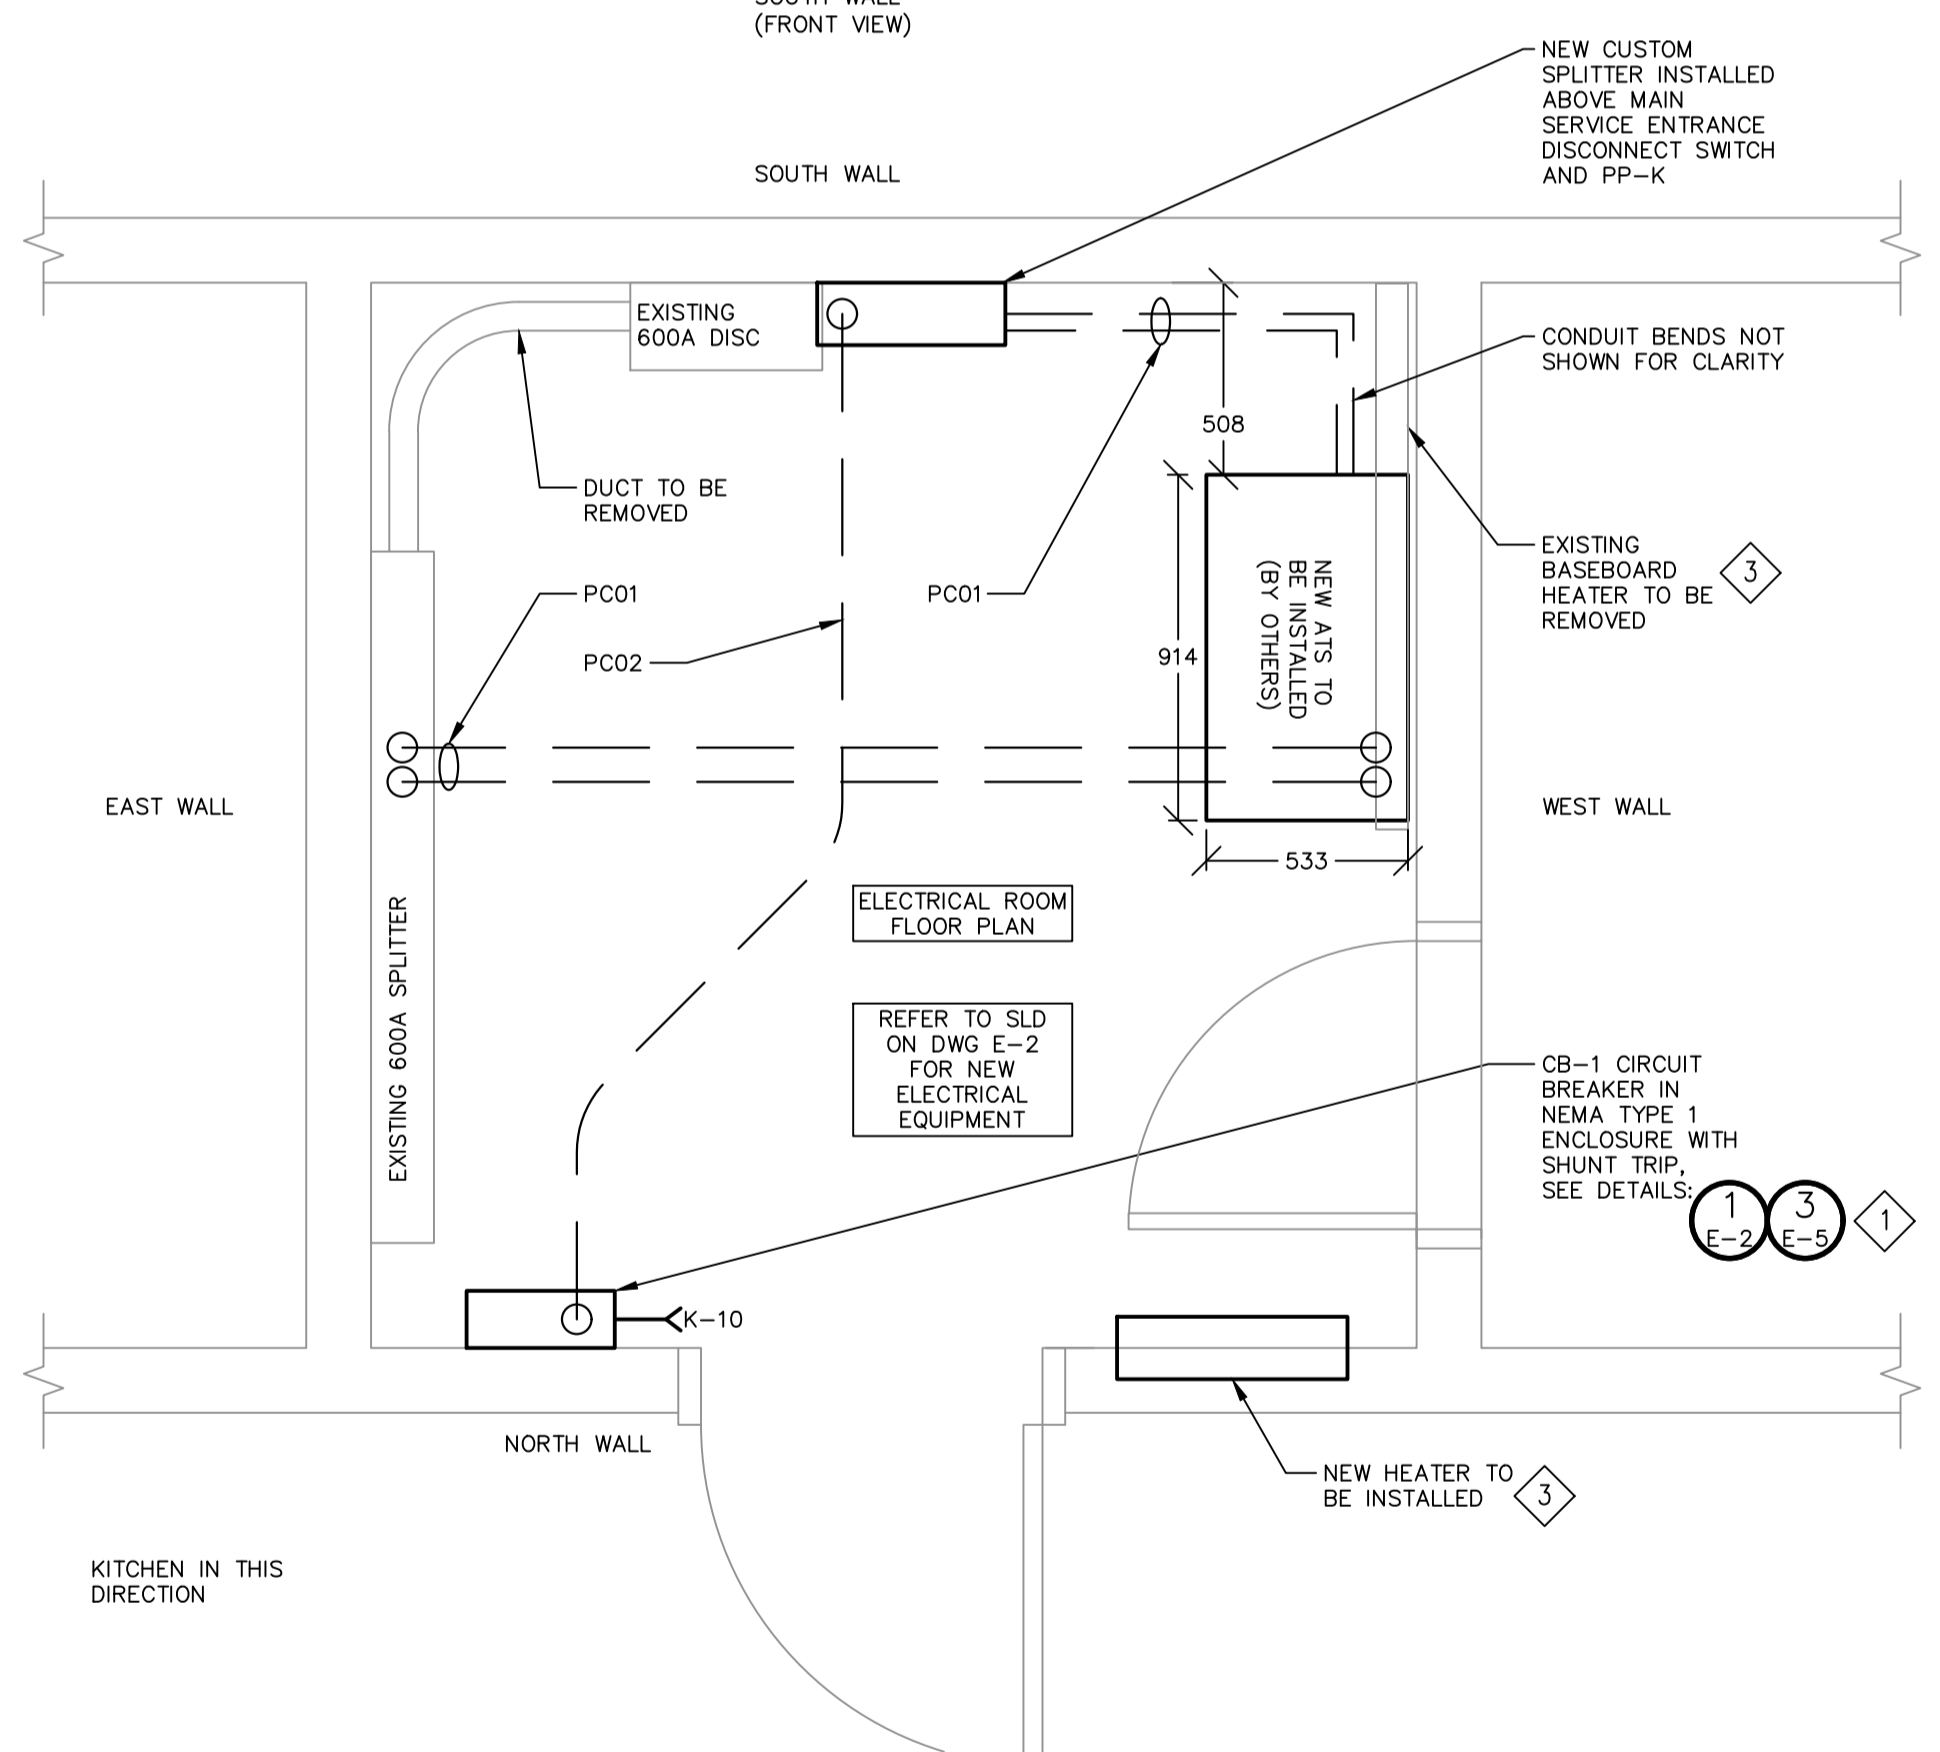 (FRONT VIEW)
SOUTH WALL
NEW CUSTOM
SPLITTER INSTALLED
ABOVE MAIN
SERVICE ENTRANCE
DISCONNECT SWITCH
AND PP-K
EXISTING
600A DISC
CONDUIT BENDS NOT
SHOWN FOR CLARITY
508
DUCT TO BE
REMOVED
EXISTING
BASEBOARD
HEATER TO BE
REMOVED
3
PC01
PC01
PC02
914
NEW ATS TO
BE INSTALLED
(BY OTHERS)
EAST WALL
WEST WALL
533
EXISTING 600A SPLITTER
ELECTRICAL ROOM
FLOOR PLAN
REFER TO SLD
ON DWG E-2
FOR NEW
ELECTRICAL
EQUIPMENT
CB-1 CIRCUIT
BREAKER IN
NEMA TYPE 1
ENCLOSURE WITH
SHUNT TRIP,
SEE DETAILS:
1
E-2
3
E-5
1
K-10
NORTH WALL
NEW HEATER TO
BE INSTALLED
3
KITCHEN IN THIS
DIRECTION